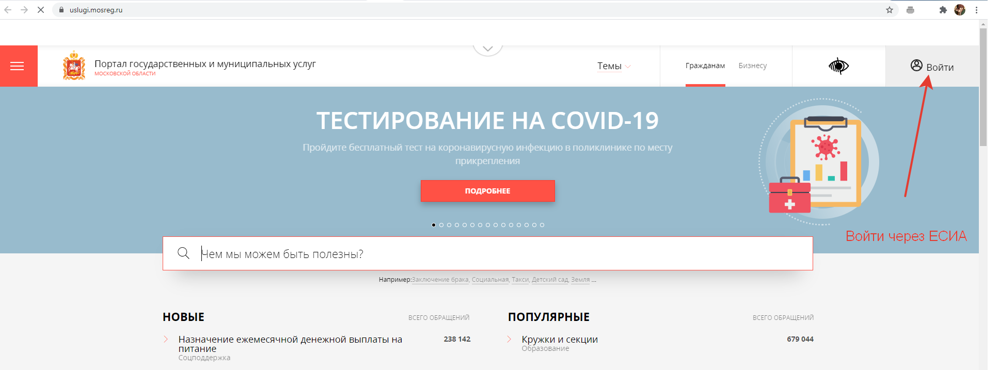 uslugi.mosreg.ru
Портал государственных и муниципальных услуг
МОСКОВСКОЙ ОБЛАСТИ
Темы
Гражданам
Бизнесу
Войти
ТЕСТИРОВАНИЕ НА COVID-19
Пройдите бесплатный тест на коронавирусную инфекцию в поликлинике по месту
прикрепления
ПОДРОБНЕЕ
Войти через ЕСИА
Чем мы можем быть полезны?
Например:Заключение брака, Социальная, Такси, Детский сад, Земля ...
НОВЫЕ
ВСЕГО ОБРАЩЕНИЙ
Назначение ежемесячной денежной выплаты на
питание
238 142
Соцподдержка
ПОПУЛЯРНЫЕ
ВСЕГО ОБРАЩЕНИЙ
Кружки и секции
679 044
Образование